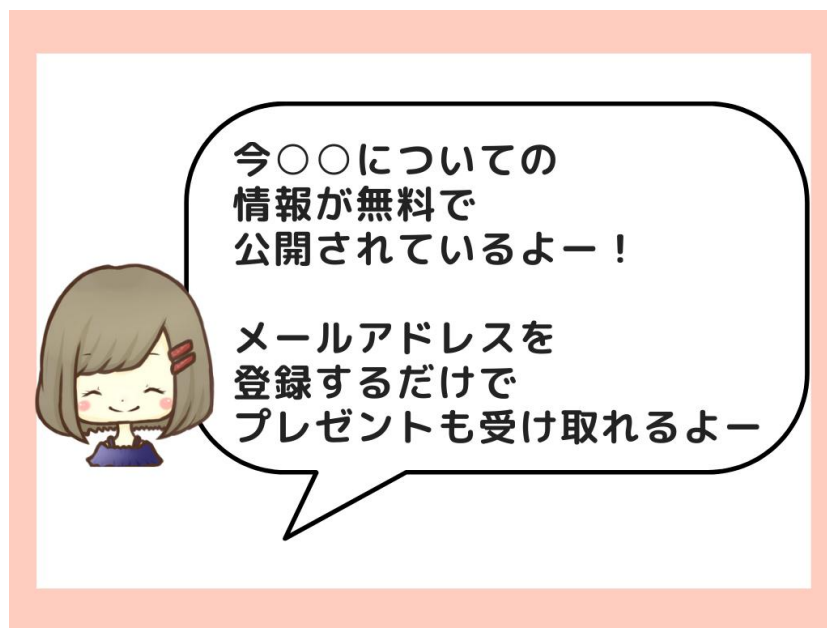 今○○についての
情報が無料で
公開されているよー！
メールアドレスを
登録するだけで
プレゼントも受け取れるよー